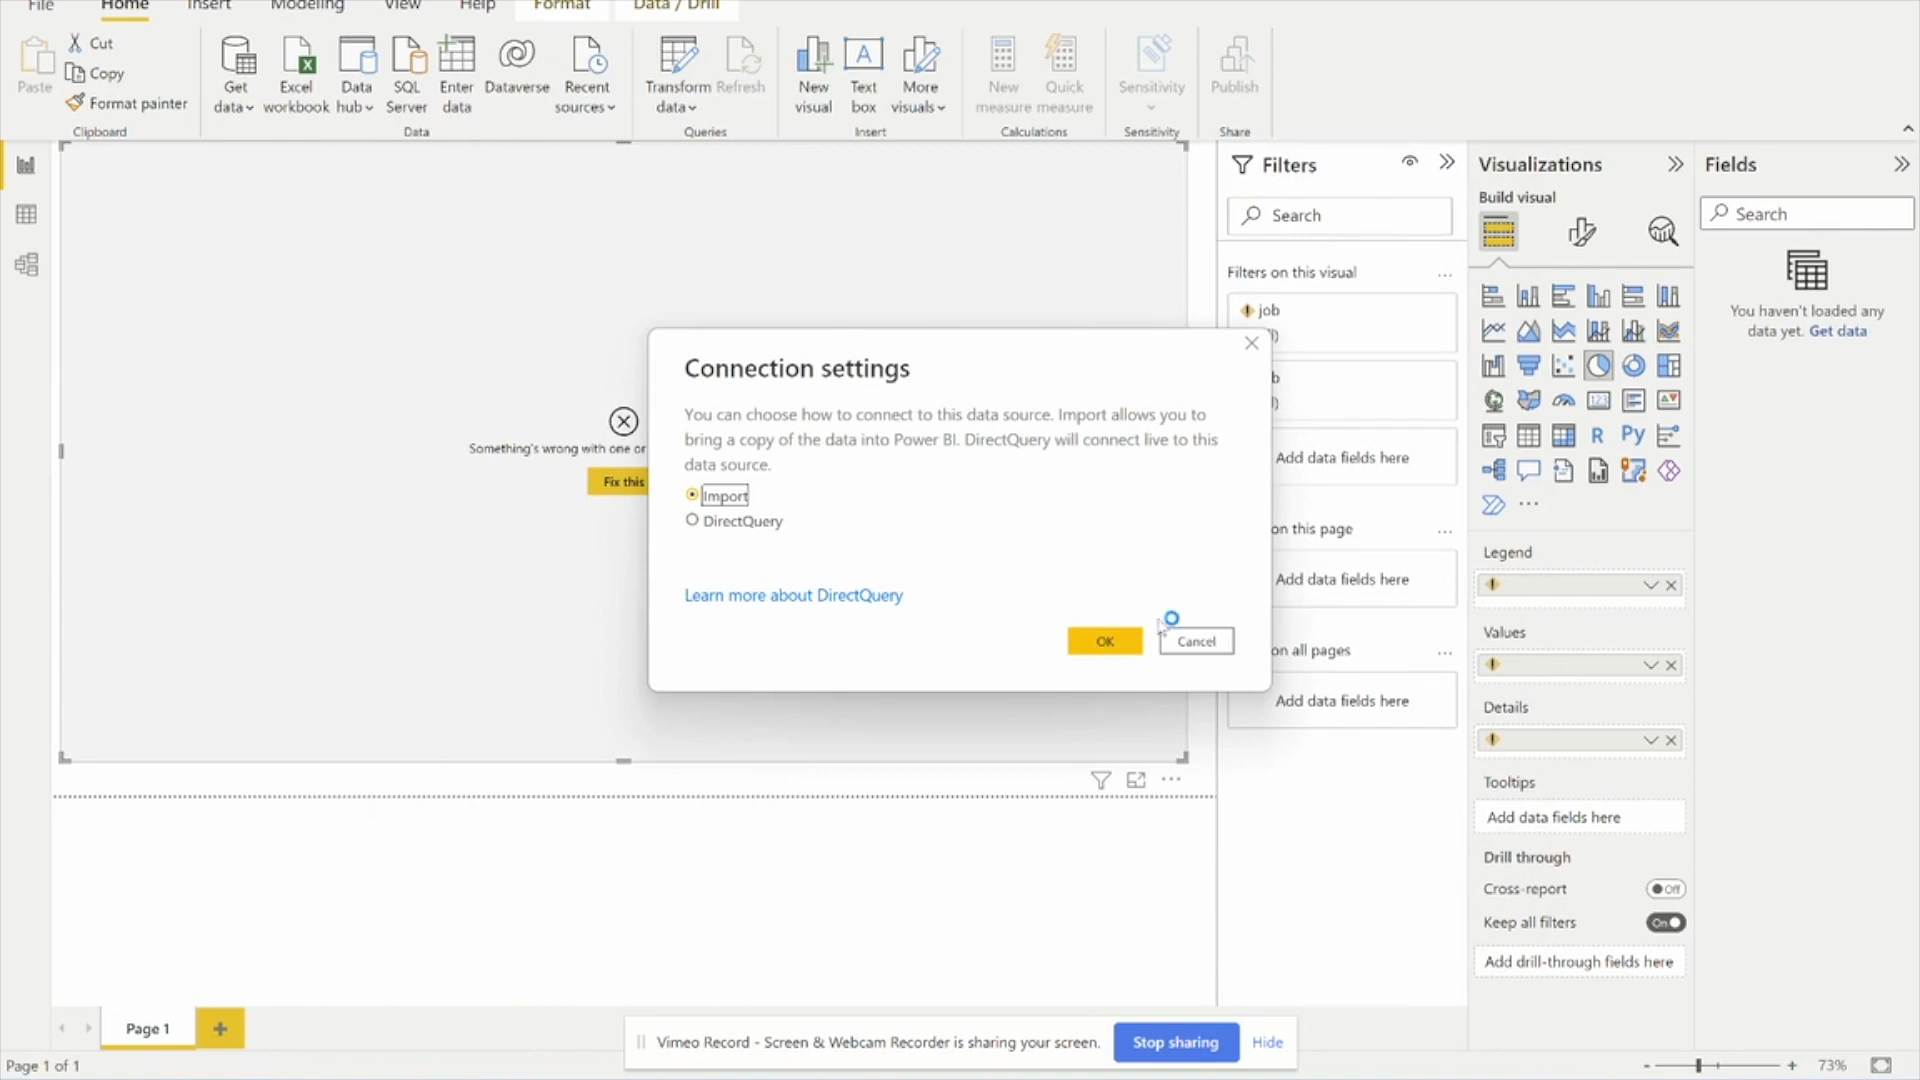 File
Home
Insert
Modeling
View
Help
Format
Data / Drill
Paste
Cut
Copy
Format painter
Clipboard
Get
data
Excel
workbook
Data
hub
SQL
Server
Enter
data
Dataverse
Recent
sources
Data
Transform
data
Refresh
Queries
New
visual
Text
box
More
visuals
Insert
New
measure
Quick
measure
Calculations
Sensitivity
Sensitivity
Publish
Share
Something's wrong with one or
Fix this
Connection settings
You can choose how to connect to this data source. Import allows you to
bring a copy of the data into Power BI. DirectQuery will connect live to this
data source.
Import
DirectQuery
Learn more about DirectQuery
OK
Cancel
Filters
Search
Filters on this visual
...
job
Add data fields here
on this page
...
Add data fields here
on all pages
...
Add data fields here
Visualizations
Build visual
123
R
Py
...
Legend
Values
Details
Tooltips
Add data fields here
Drill through
Cross-report
Off
Keep all filters
On
Add drill-through fields here
Fields
Search
You haven't loaded any
data yet. Get data
Page 1
+
Vimeo Record - Screen & Webcam Recorder is sharing your screen.
Stop sharing
Hide
Page 1 of 1
- + 73%